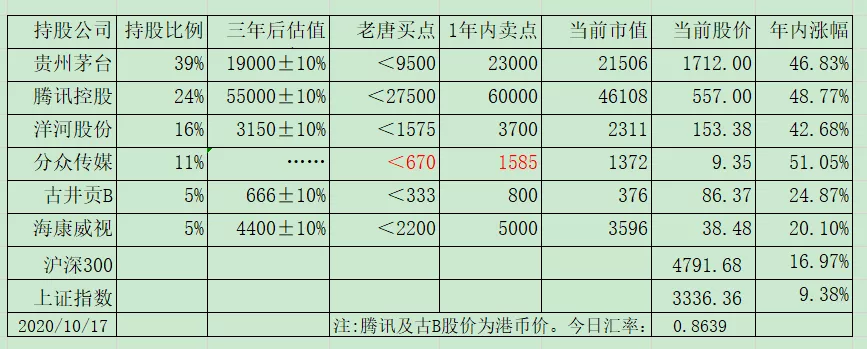 持股公司 持股比例 三年后估值 老唐买点 1年内卖点 当前市值 当前股价 年内涨幅
贵州茅台 39% 19000±10% <9500 23000 21506 1712.00 46.83%
腾讯控股 24% 55000±10% <27500 60000 46108 557.00 48.77%
洋河股份 16% 3150±10% <1575 3700 2311 153.38 42.68%
分众传媒 11% …… <670 1585 1372 9.35 51.05%
古井贡B 5% 666±10% <333 800 376 86.37 24.87%
海康威视 5% 4400±10% <2200 5000 3596 38.48 20.10%
沪深300 4791.68 16.97%
上证指数 3336.36 9.38%
2020/10/17 注:腾讯及古B股价为港币价。今日汇率: 0.8639